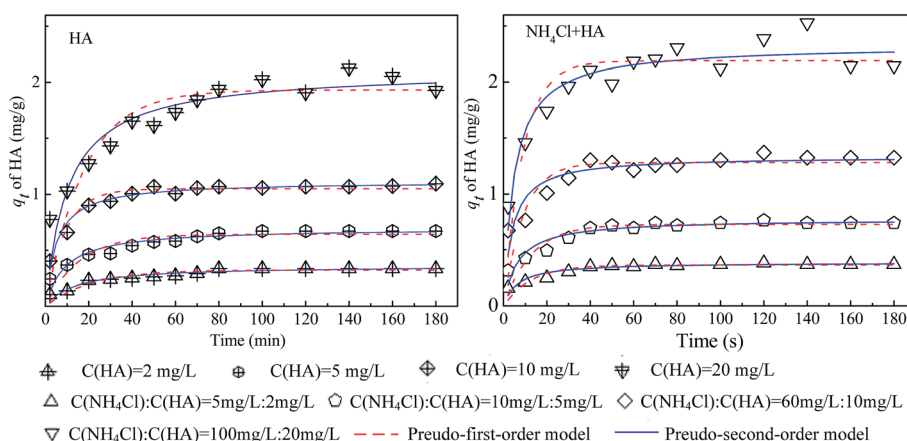 HA
NH₄Cl+HA
2
1
0
qₜ of HA (mg/g)
0 20 40 60 80 100 120 140 160 180
Time (min)
2
1
0
qₜ of HA (mg/g)
0 20 40 60 80 100 120 140 160 180
Time (s)
C(HA)=2 mg/L C(HA)=5 mg/L C(HA)=10 mg/L C(HA)=20 mg/L
C(NH₄Cl):C(HA)=5mg/L:2mg/L C(NH₄Cl):C(HA)=10mg/L:5mg/L C(NH₄Cl):C(HA)=60mg/L:10mg/L
C(NH₄Cl):C(HA)=100mg/L:20mg/L Preudo-first-order model Preudo-second-order model